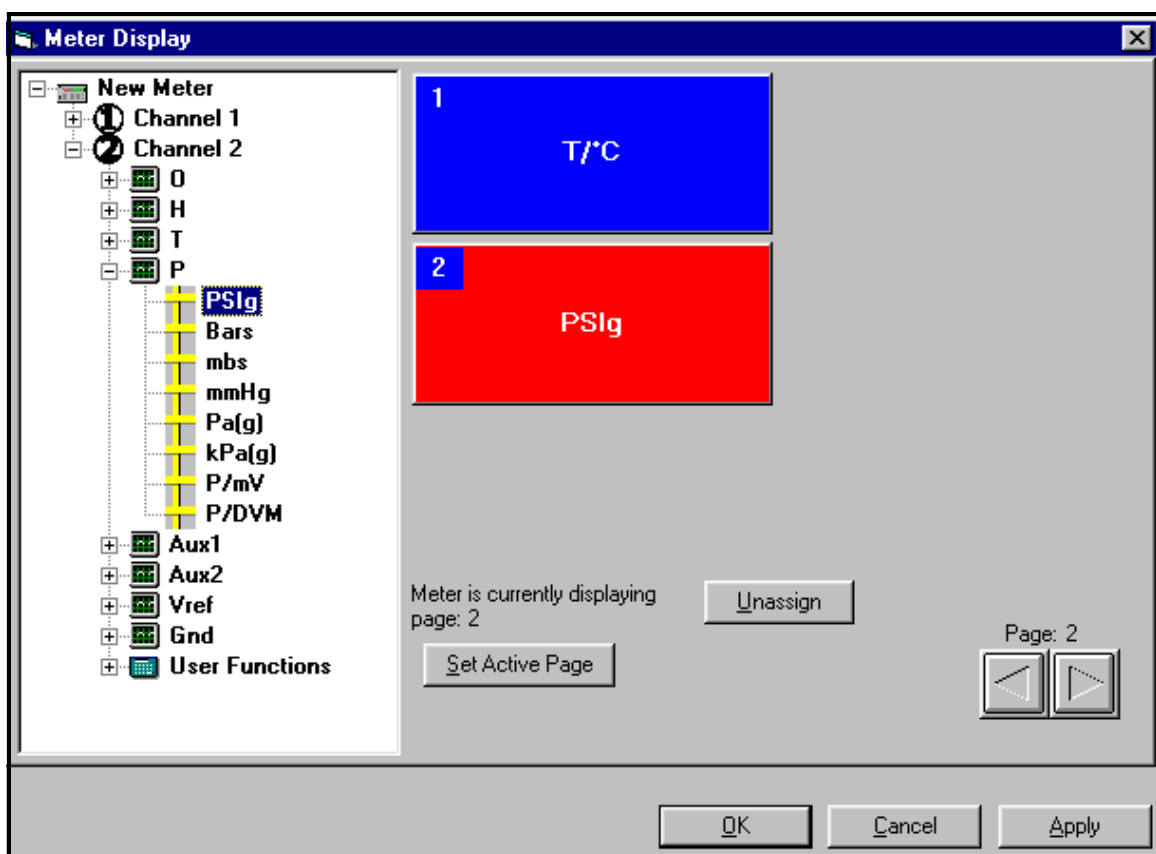 Meter Display
New Meter
1 Channel 1
2 Channel 2
O
H
T
P
PSIg
Bars
mbs
mmHg
Pa(g)
kPa(g)
P/mV
P/DVM
Aux1
Aux2
Vref
Gnd
User Functions
1
T/°C
2
PSIg
Meter is currently displaying
page: 2
Unassign
Set Active Page
Page: 2
OK
Cancel
Apply